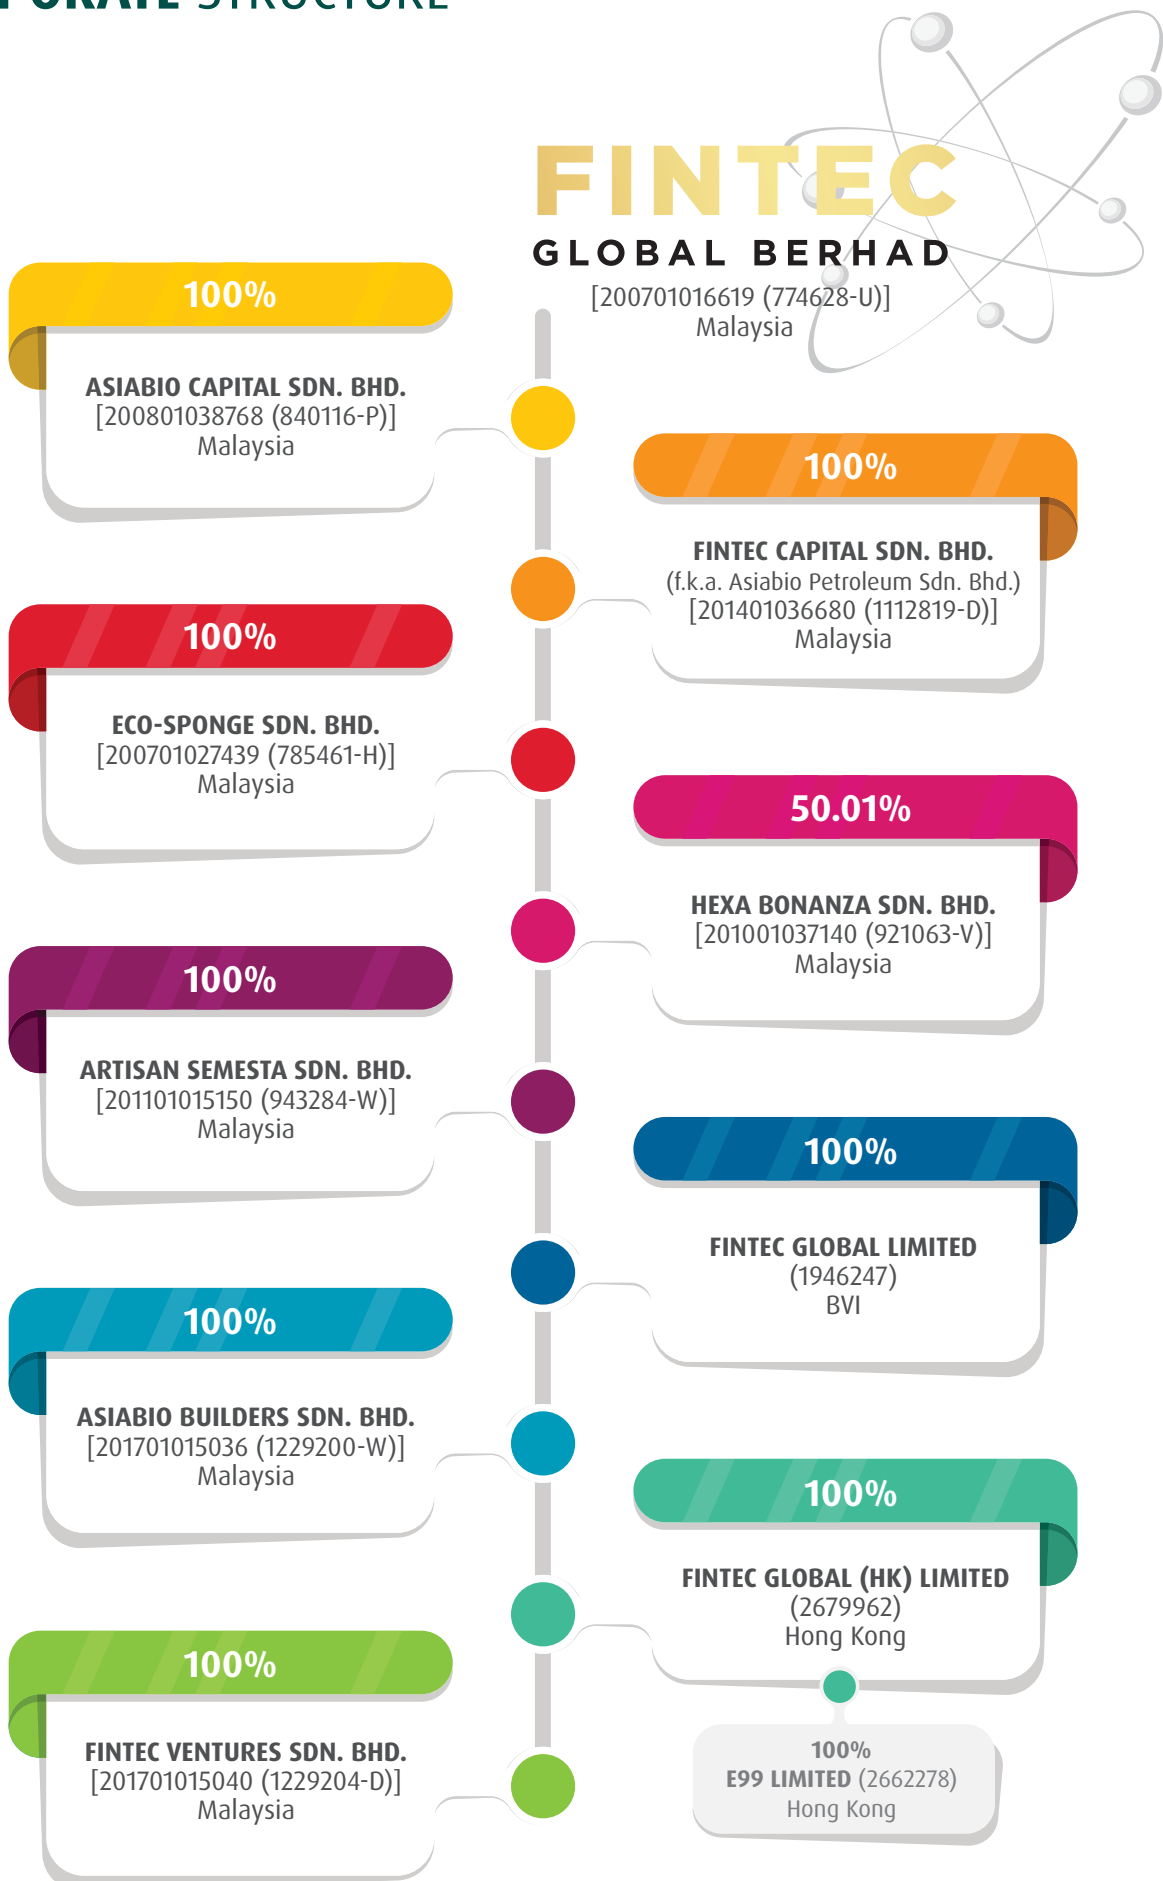 PORATE STRUCTURE
FINTEC
GLOBAL BERHAD
[200701016619 (774628-U)]
Malaysia
100%
ASIABIO CAPITAL SDN. BHD.
[200801038768 (840116-P)]
Malaysia
100%
FINTEC CAPITAL SDN. BHD.
(f.k.a. Asiabio Petroleum Sdn. Bhd.)
[201401036680 (1112819-D)]
Malaysia
100%
ECO-SPONGE SDN. BHD.
[200701027439 (785461-H)]
Malaysia
50.01%
HEXA BONANZA SDN. BHD.
[201001037140 (921063-V)]
Malaysia
100%
ARTISAN SEMESTA SDN. BHD.
[201101015150 (943284-W)]
Malaysia
100%
FINTEC GLOBAL LIMITED
(1946247)
BVI
100%
ASIABIO BUILDERS SDN. BHD.
[201701015036 (1229200-W)]
Malaysia
100%
FINTEC GLOBAL (HK) LIMITED
(2679962)
Hong Kong
100%
E99 LIMITED (2662278)
Hong Kong
100%
FINTEC VENTURES SDN. BHD.
[201701015040 (1229204-D)]
Malaysia